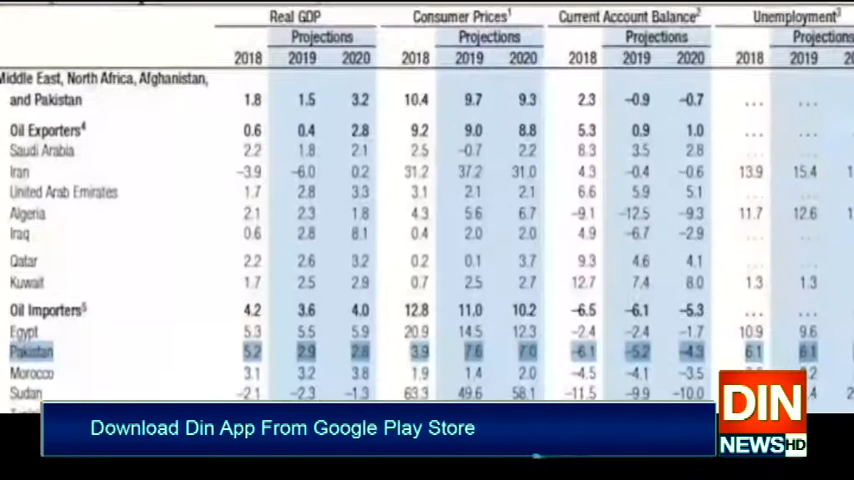 Real GDP Consumer Prices¹ Current Account Balance² Unemployment³
Projections Projections Projections Projections
2018 2019 2020 2018 2019 2020 2018 2019 2020 2018 2019
Middle East, North Africa, Afghanistan,
and Pakistan 1.8 1.5 3.2 10.4 9.7 9.3 2.3 –0.9 –0.7 ... ...
Oil Exporters⁴ 0.6 0.4 2.8 9.2 9.0 8.8 5.3 0.9 1.0 ... ...
Saudi Arabia 2.2 1.8 2.1 2.5 –0.7 2.2 8.3 3.5 2.8 ... ...
Iran –3.9 –6.0 0.2 31.2 37.2 31.0 4.3 –0.4 –0.6 13.9 15.4
United Arab Emirates 1.7 2.8 3.3 3.1 2.1 2.1 6.6 5.9 5.1 ... ...
Algeria 2.1 2.3 1.8 4.3 5.6 6.7 –9.1 –12.5 –9.3 11.7 12.6
Iraq 0.6 2.8 8.1 0.4 2.0 2.0 4.9 –6.7 –2.9 ... ...
Qatar 2.2 2.6 3.2 0.2 0.1 3.7 9.3 4.6 4.1 ... ...
Kuwait 1.7 2.5 2.9 0.7 2.5 2.7 12.7 7.4 8.0 1.3 1.3
Oil Importers⁵ 4.2 3.6 4.0 12.8 11.0 10.2 –6.5 –6.1 –5.3 ... ...
Egypt 5.3 5.5 5.9 20.9 14.5 12.3 –2.4 –2.4 –1.7 10.9 9.6
Pakistan 5.2 2.9 2.8 3.9 7.6 7.0 –6.1 –5.2 –4.3 6.1 6.1
Morocco 3.1 3.2 3.8 1.9 1.4 2.0 –4.5 –4.1 –3.5
Sudan –2.1 –2.3 –1.3 63.3 49.6 58.1 –11.5 –9.9 –10.0
Download Din App From Google Play Store
DIN
NEWS HD